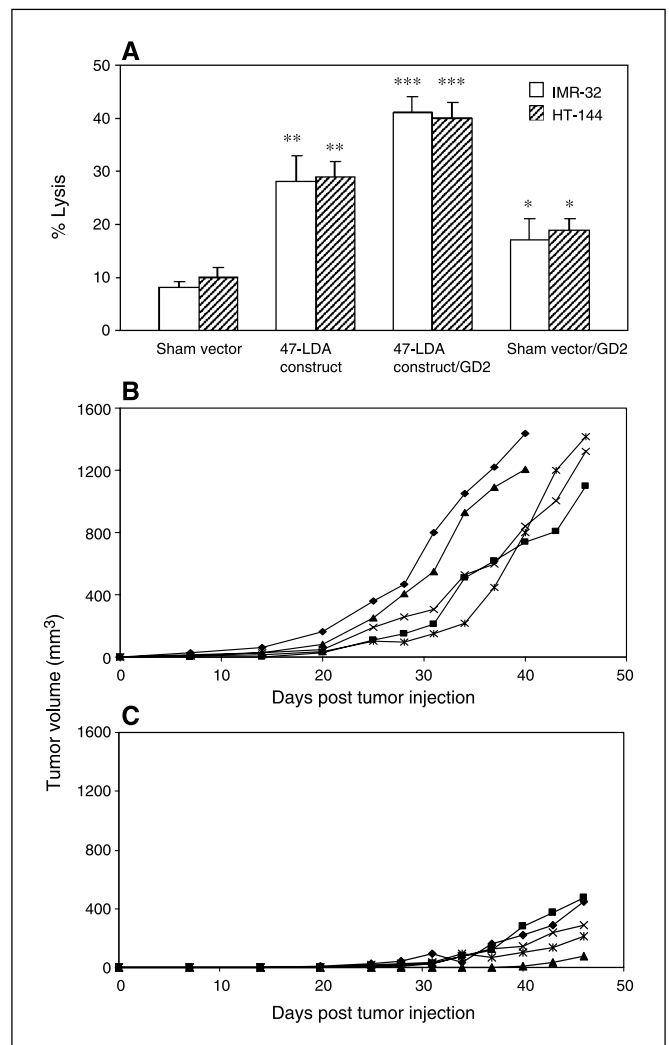 A
50
40
30
20
10
0
% Lysis
*** ***
** **
* *
IMR-32
HT-144
Sham vector
47-LDA
construct
47-LDA
construct/GD2
Sham vector/GD2
B
1600
1200
800
400
0
0 10 20 30 40 50
Days post tumor injection
Tumor volume (mm³)
C
1600
1200
800
400
0
0 10 20 30 40 50
Days post tumor injection